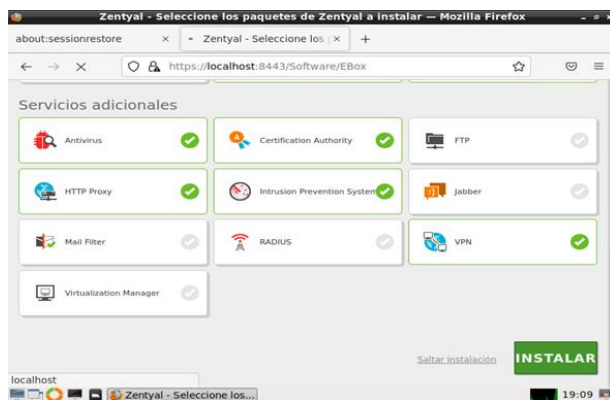 Zentyal - Seleccione los paquetes de Zentyal a instalar — Mozilla Firefox
about:sessionrestore
Zentyal - Seleccione los
https://localhost:8443/Software/EBox
Servicios adicionales
Antivirus
Certification Authority
FTP
HTTP Proxy
Intrusion Prevention System
Jabber
Mail Filter
RADIUS
VPN
Virtualization Manager
Saltar instalación
INSTALAR
localhost
Zentyal - Seleccione los...
19:09